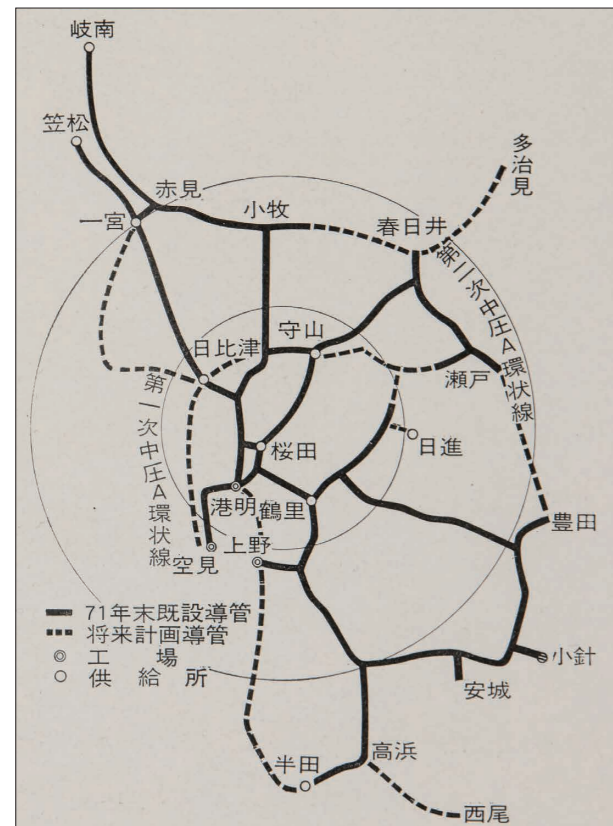 岐南
笠松
多治見
赤見
一宮
小牧
春日井
第二次中圧A環状線
守山
日比津
瀬戸
第一次中圧A環状線
桜田
日進
港明
鶴里
豊田
上野
空見
71年末既設導管
将来計画導管
工場
供給所
小針
安城
高浜
半田
西尾